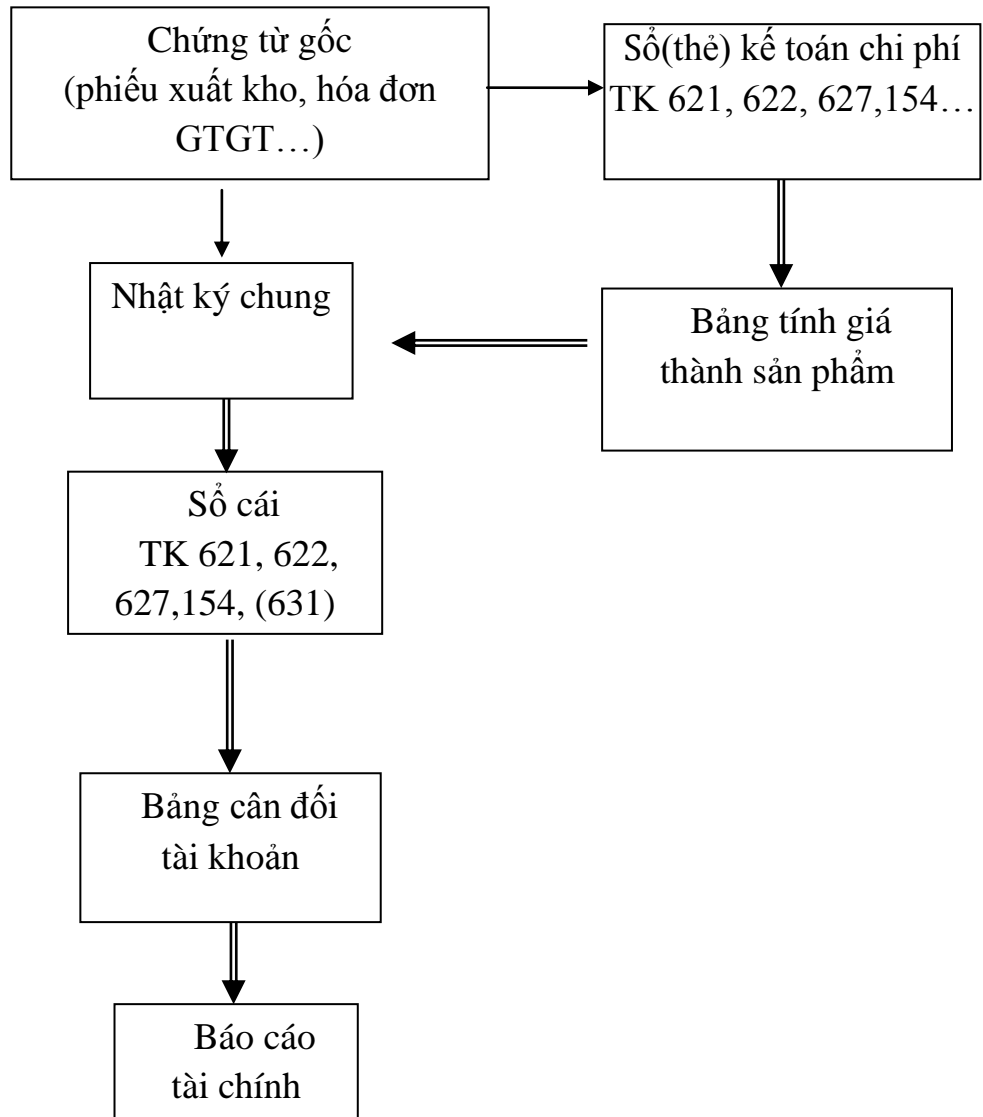 Chứng từ gốc
(phiếu xuất kho, hóa đơn
GTGT…)
Sổ(thẻ) kế toán chi phí
TK 621, 622, 627,154…
Nhật ký chung
Bảng tính giá
thành sản phẩm
Sổ cái
TK 621, 622,
627,154, (631)
Bảng cân đối
tài khoản
Báo cáo
tài chính